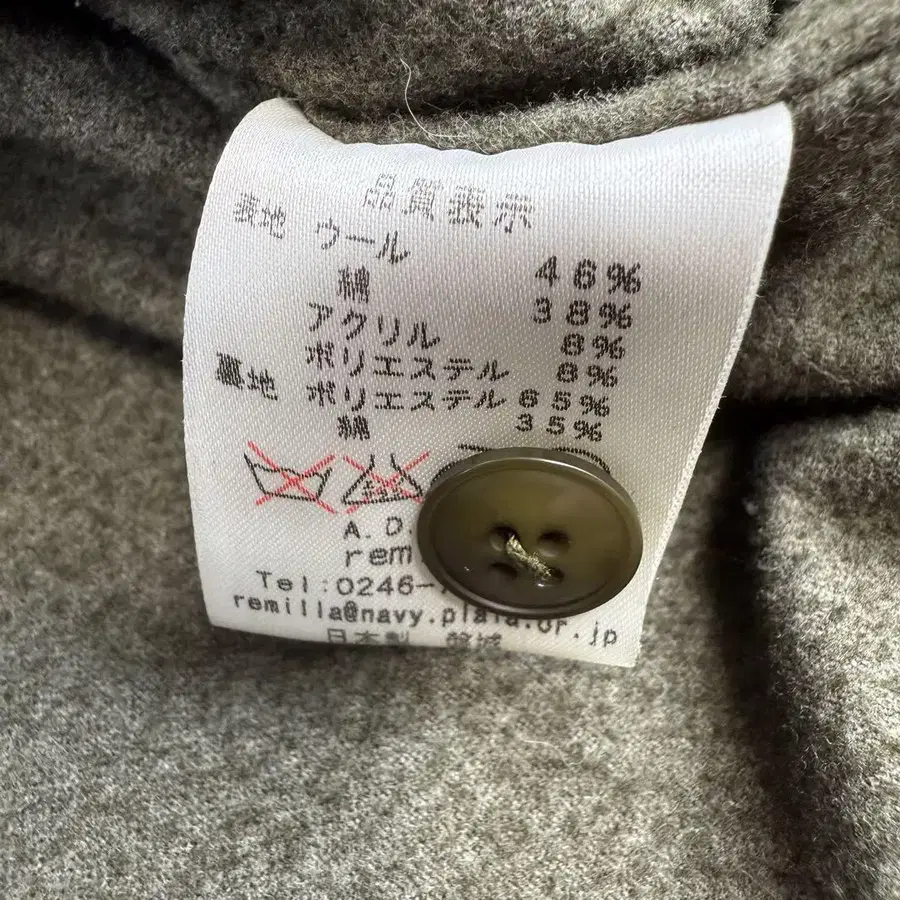 品質表示
表地 ウール 46%
綿 38%
アクリル 8%
ポリエステル 8%
裏地 ポリエステル 65%
綿 35%
A.D.
rem
Tel:0246-
remilla@navy.plala.or.jp
日本製